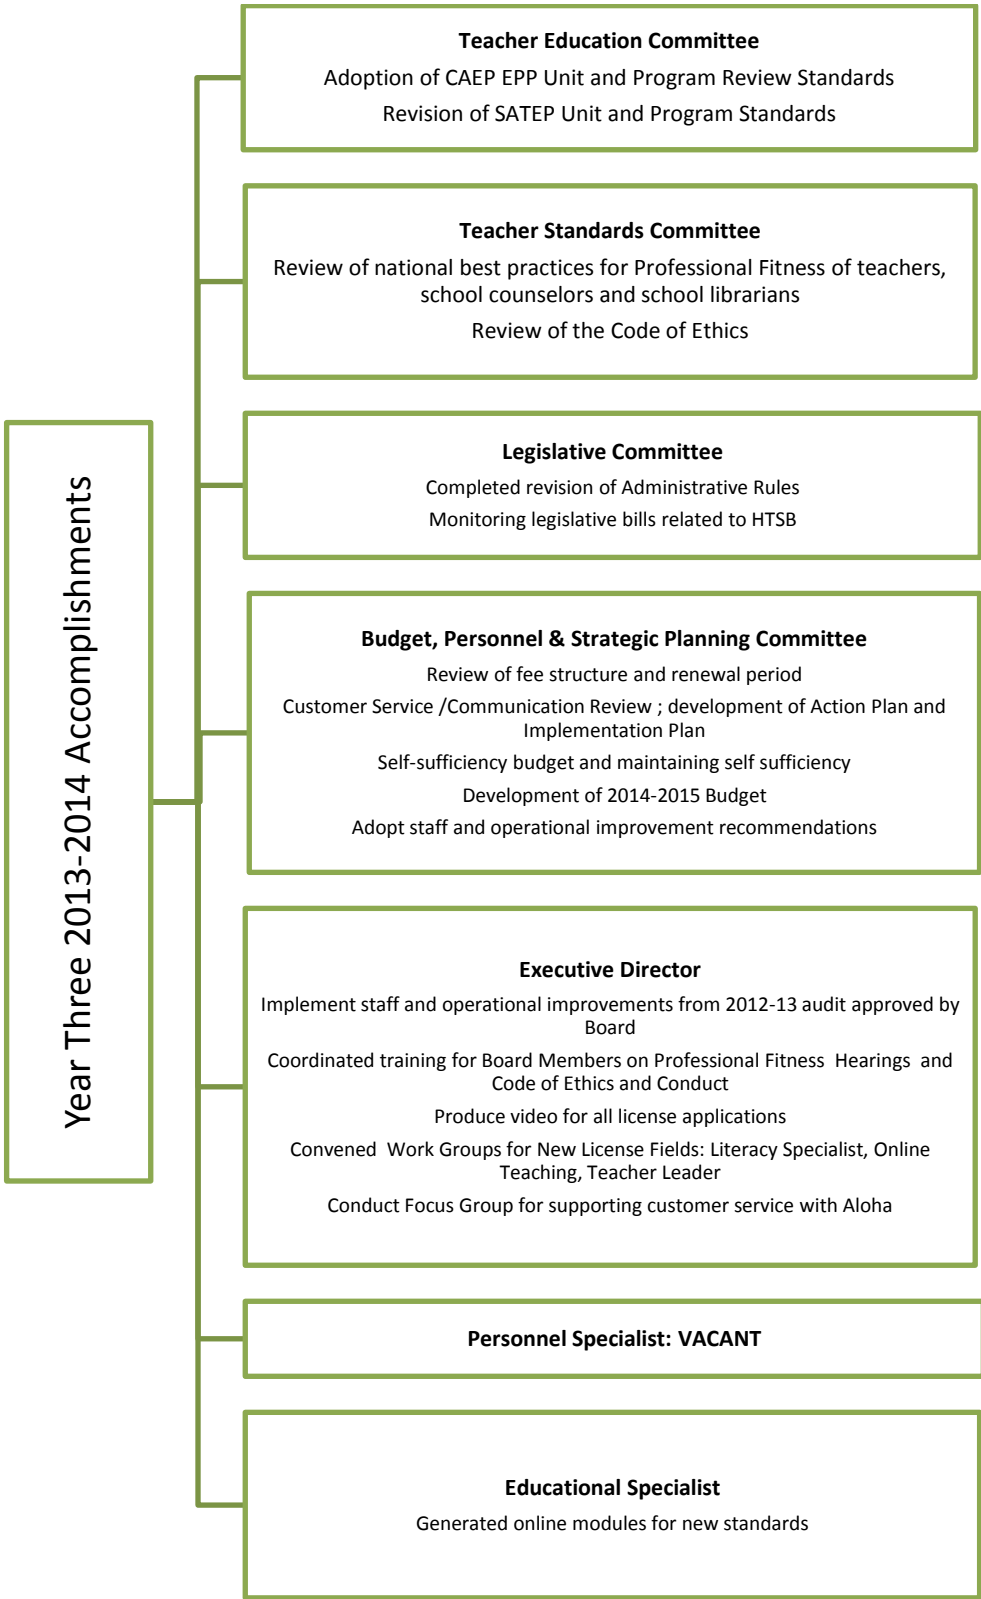 Year Three 2013-2014 Accomplishments
Teacher Education Committee
Adoption of CAEP EPP Unit and Program Review Standards
Revision of SATEP Unit and Program Standards
Teacher Standards Committee
Review of national best practices for Professional Fitness of teachers,
school counselors and school librarians
Review of the Code of Ethics
Legislative Committee
Completed revision of Administrative Rules
Monitoring legislative bills related to HTSB
Budget, Personnel & Strategic Planning Committee
Review of fee structure and renewal period
Customer Service /Communication Review ; development of Action Plan and
Implementation Plan
Self-sufficiency budget and maintaining self sufficiency
Development of 2014-2015 Budget
Adopt staff and operational improvement recommendations
Executive Director
Implement staff and operational improvements from 2012-13 audit approved by
Board
Coordinated training for Board Members on Professional Fitness Hearings and
Code of Ethics and Conduct
Produce video for all license applications
Convened Work Groups for New License Fields: Literacy Specialist, Online
Teaching, Teacher Leader
Conduct Focus Group for supporting customer service with Aloha
Personnel Specialist: VACANT
Educational Specialist
Generated online modules for new standards